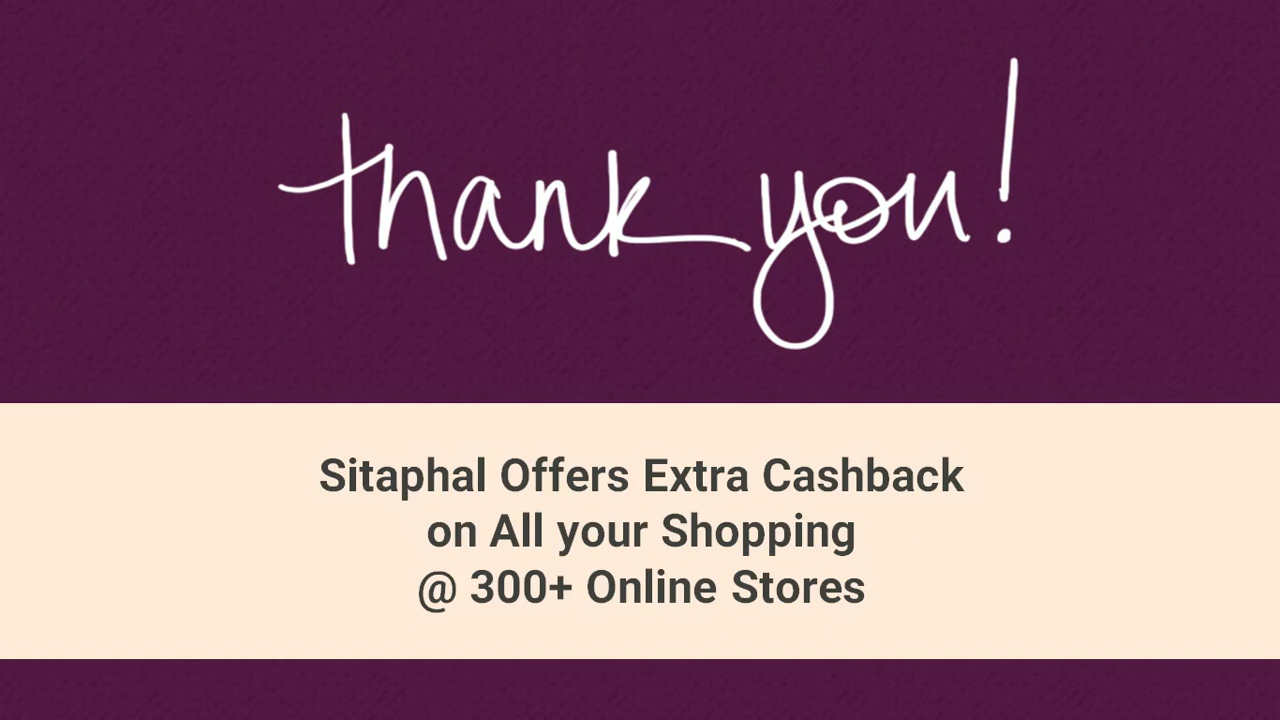 thank you!
Sitaphal Offers Extra Cashback
on All your Shopping
@ 300+ Online Stores